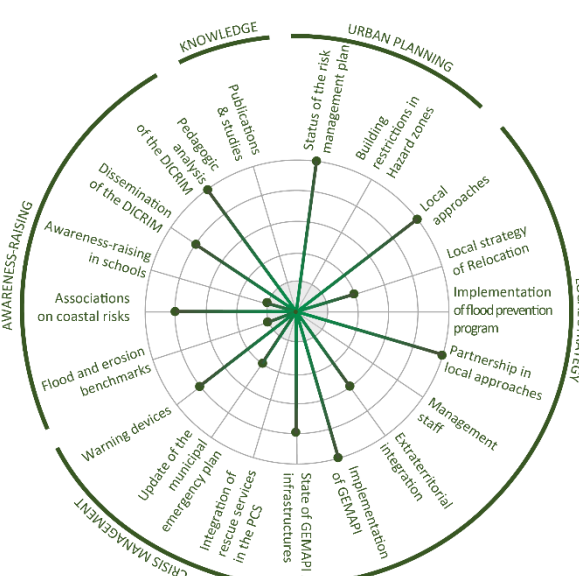 KNOWLEDGE
URBAN PLANNING
Publications
& studies
Status of the risk
management plan
Building
restrictions in
Hazard zones
Local
approaches
Local strategy
of Relocation
Implementation
of flood prevention
program
Partnership in
local approaches
Management
staff
Extraterritorial
integration
Implementation
of GEMAPI
State of GEMAPI
infrastructures
Integration of
rescue services
in the PCS
Update of the
municipal
emergency plan
Warning devices
Flood and erosion
benchmarks
Associations
on coastal risks
Awareness-raising
in schools
Dissemination
of the DICRIM
Pedagogic
analysis
of the DICRIM
AWARENESS-RAISING
CRISIS MANAGEMENT